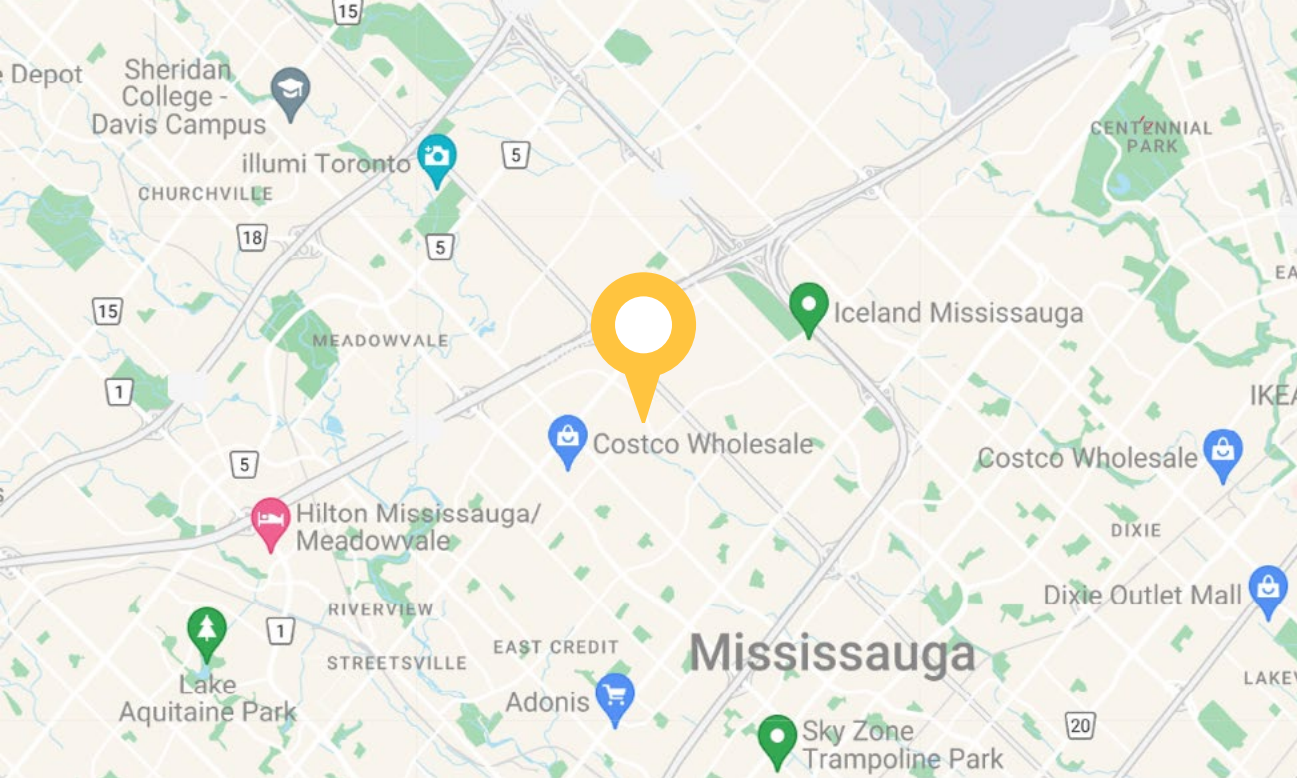 15
Depot
Sheridan
College -
Davis Campus
illumi Toronto
5
CENTENNIAL
PARK
CHURCHVILLE
18
5
EA
15
Iceland Mississauga
MEADOWVALE
1
IKEA
Costco Wholesale
Costco Wholesale
5
Hilton Mississauga/
Meadowvale
DIXIE
Dixie Outlet Mall
RIVERVIEW
1
EAST CREDIT
Mississauga
STREETSVILLE
Lake
Aquitaine Park
LAKEV
Adonis
20
Sky Zone
Trampoline Park